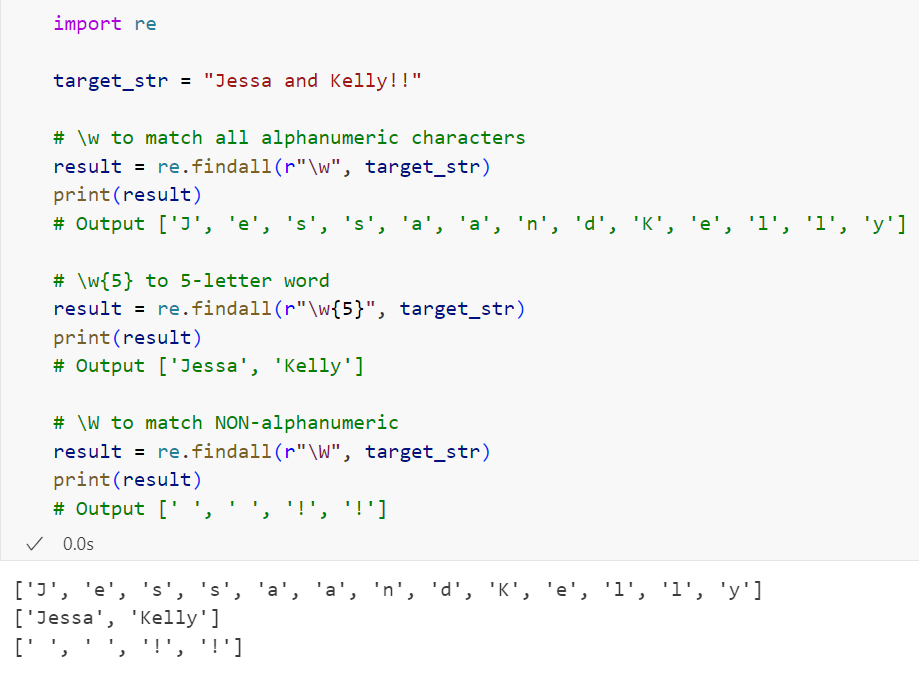 import re
target_str = "Jessa and Kelly!!"
# \w to match all alphanumeric characters
result = re.findall(r"\w", target_str)
print(result)
# Output ['J', 'e', 's', 's', 'a', 'a', 'n', 'd', 'K', 'e', 'l', 'l', 'y']
# \w{5} to 5-letter word
result = re.findall(r"\w{5}", target_str)
print(result)
# Output ['Jessa', 'Kelly']
# \W to match NON-alphanumeric
result = re.findall(r"\W", target_str)
print(result)
# Output [' ', ' ', '!', '!']
✓ 0.0s
['J', 'e', 's', 's', 'a', 'a', 'n', 'd', 'K', 'e', 'l', 'l', 'y']
['Jessa', 'Kelly']
[' ', ' ', '!', '!']